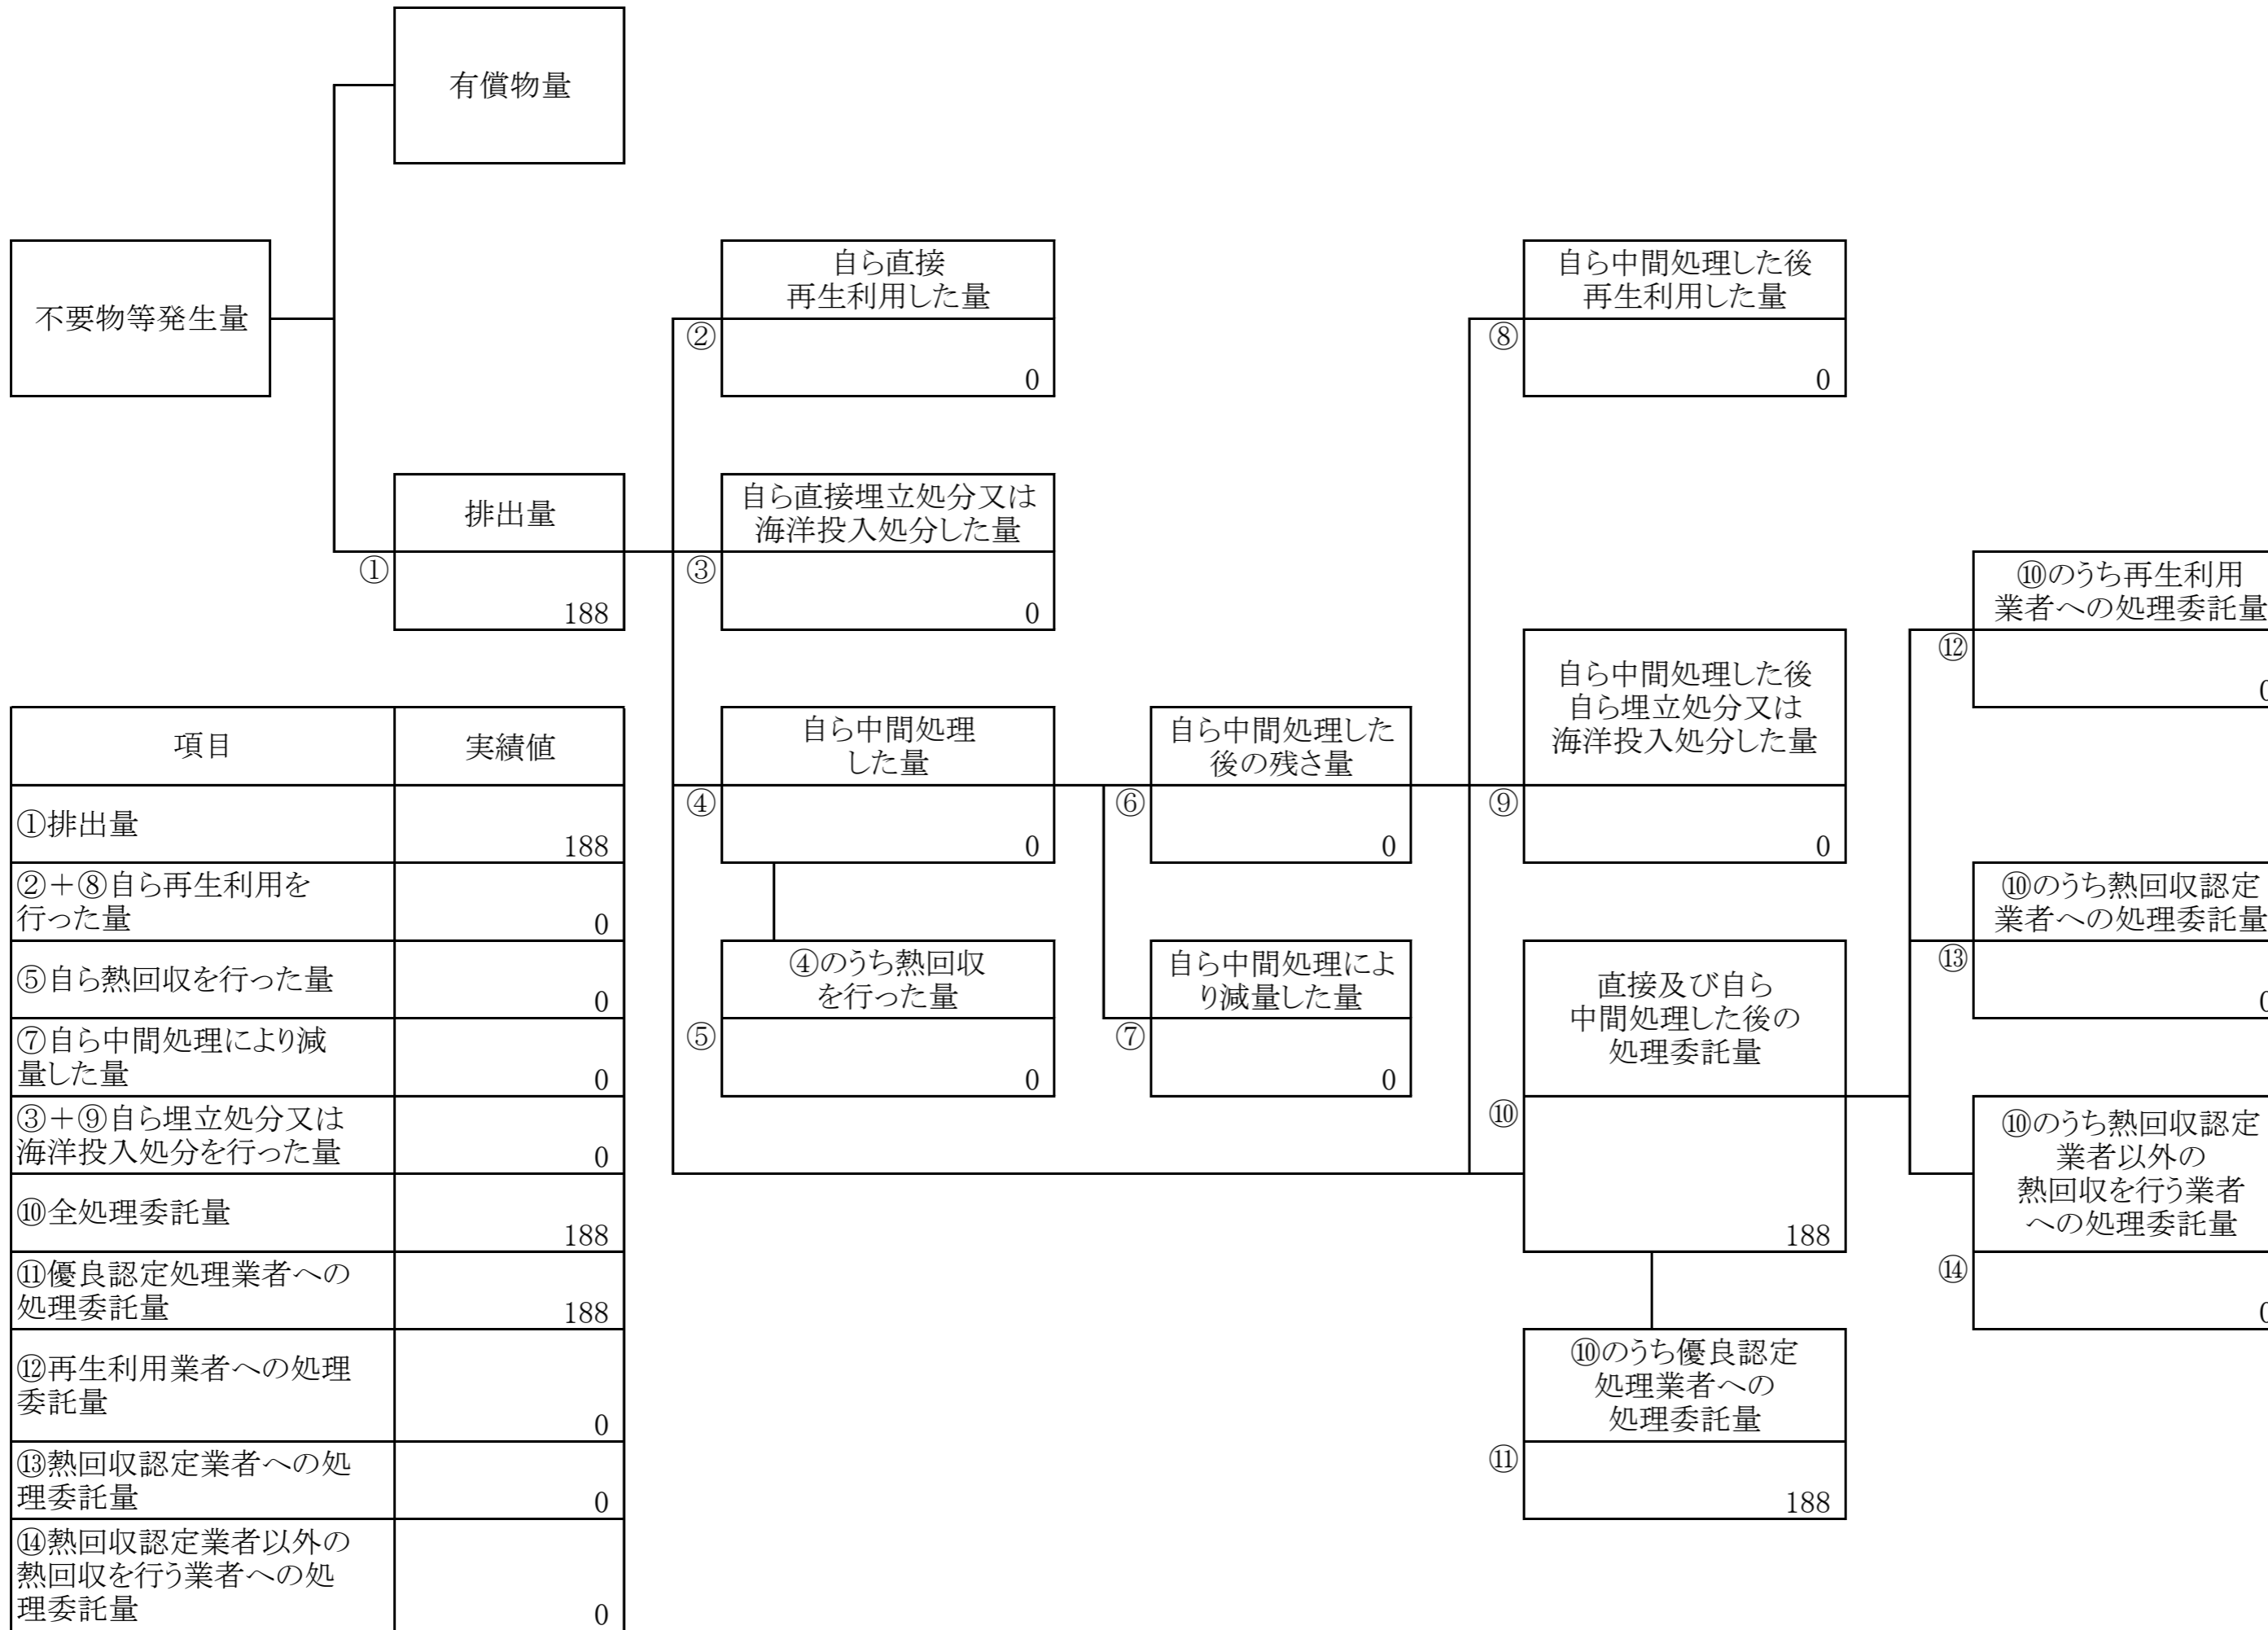 有償物量
不要物等発生量
自ら直接
再生利用した量
②
0
自ら中間処理した後
再生利用した量
⑧
0
排出量
①
188
自ら直接埋立処分又は
海洋投入処分した量
③
0
⑩のうち再生利用
業者への処理委託量
⑫
0
自ら中間処理
した量
④
0
自ら中間処理した
後の残さ量
⑥
0
自ら中間処理した後
自ら埋立処分又は
海洋投入処分した量
⑨
0
⑩のうち熱回収認定
業者への処理委託量
⑬
0
④のうち熱回収
を行った量
⑤
0
自ら中間処理によ
り減量した量
⑦
0
直接及び自ら
中間処理した後の
処理委託量
⑩
188
⑩のうち熱回収認定
業者以外の
熱回収を行う業者
への処理委託量
⑭
0
⑩のうち優良認定
処理業者への
処理委託量
⑪
188
項目 実績値
①排出量
188
②+⑧自ら再生利用を
行った量 0
⑤自ら熱回収を行った量
0
⑦自ら中間処理により減
量した量 0
③+⑨自ら埋立処分又は
海洋投入処分を行った量 0
⑩全処理委託量
188
⑪優良認定処理業者への
処理委託量 188
⑫再生利用業者への処理
委託量
0
⑬熱回収認定業者への処
理委託量 0
⑭熱回収認定業者以外の
熱回収を行う業者への処
理委託量 0